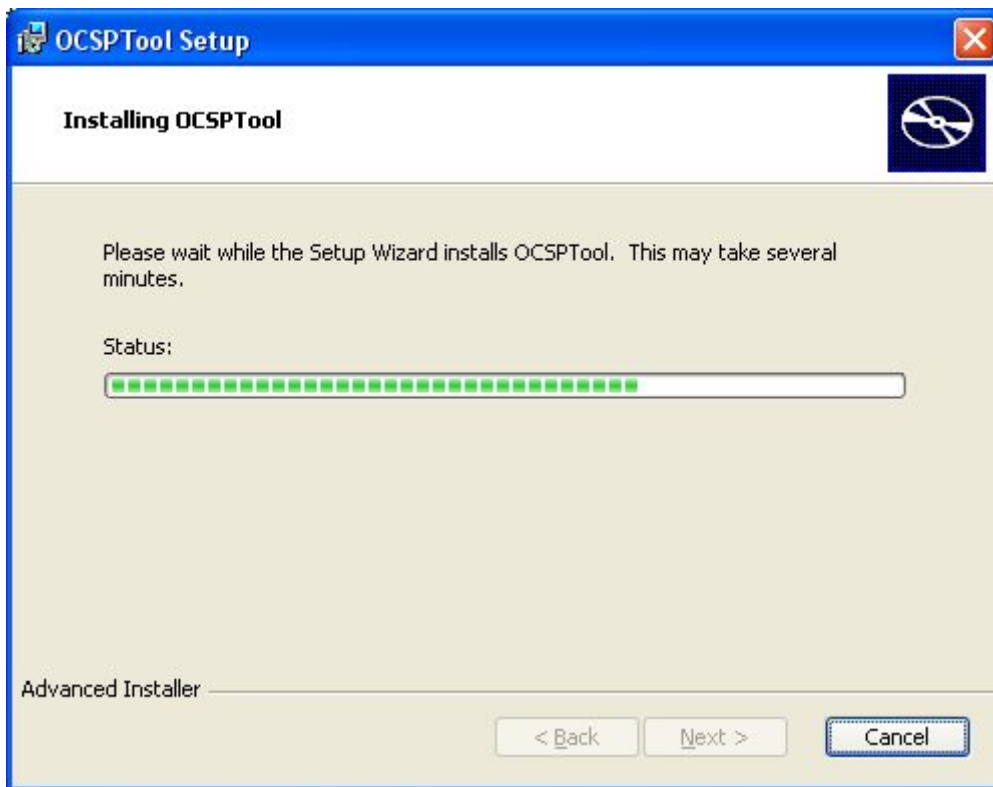 OCSPTool Setup
Installing OCSPTool
Please wait while the Setup Wizard installs OCSPTool.  This may take several
minutes.
Status:
Advanced Installer
< Back
Next >
Cancel